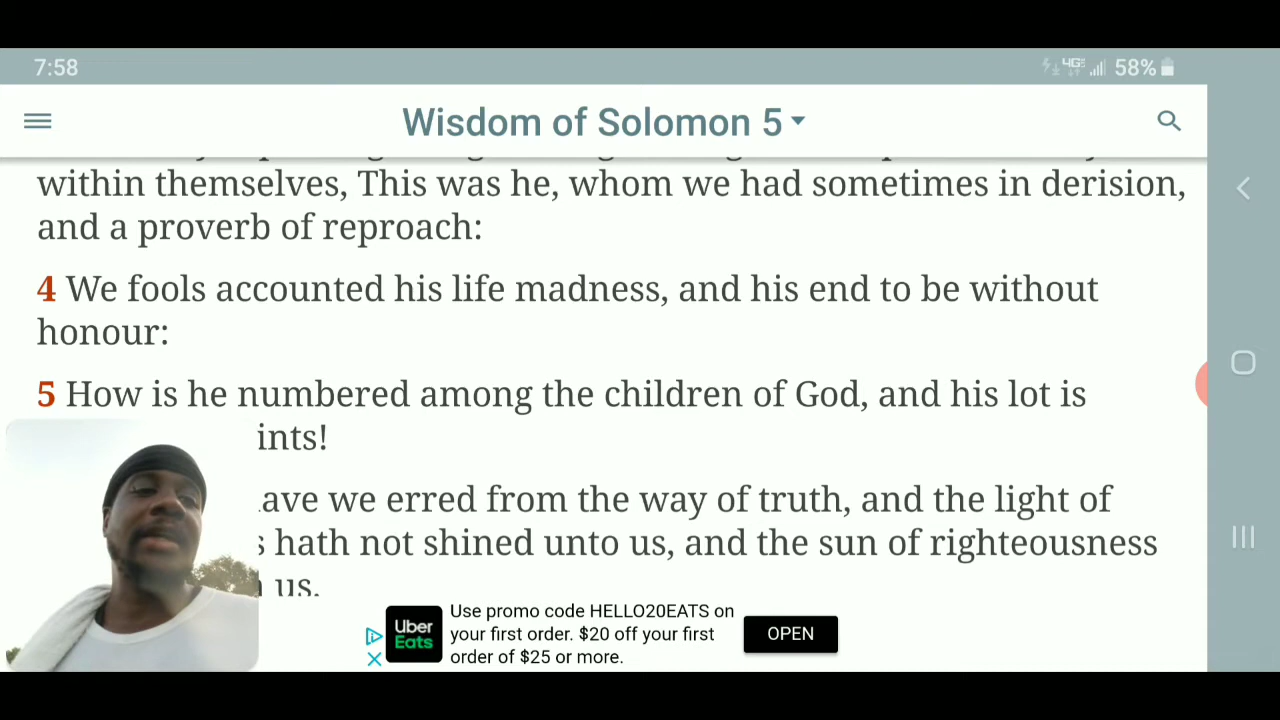 7:58
4G 58%
Wisdom of Solomon 5
within themselves, This was he, whom we had sometimes in derision,
and a proverb of reproach:
4 We fools accounted his life madness, and his end to be without
honour:
5 How is he numbered among the children of God, and his lot is
ints!
ave we erred from the way of truth, and the light of
s hath not shined unto us, and the sun of righteousness
us.
Uber
Eats
Use promo code HELLO20EATS on
your first order. $20 off your first
order of $25 or more.
OPEN